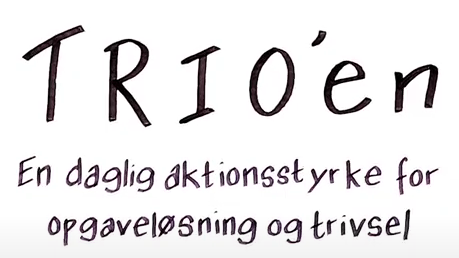 TRIO'en
En daglig aktionsstyrke for
opgaveløsning og trivsel